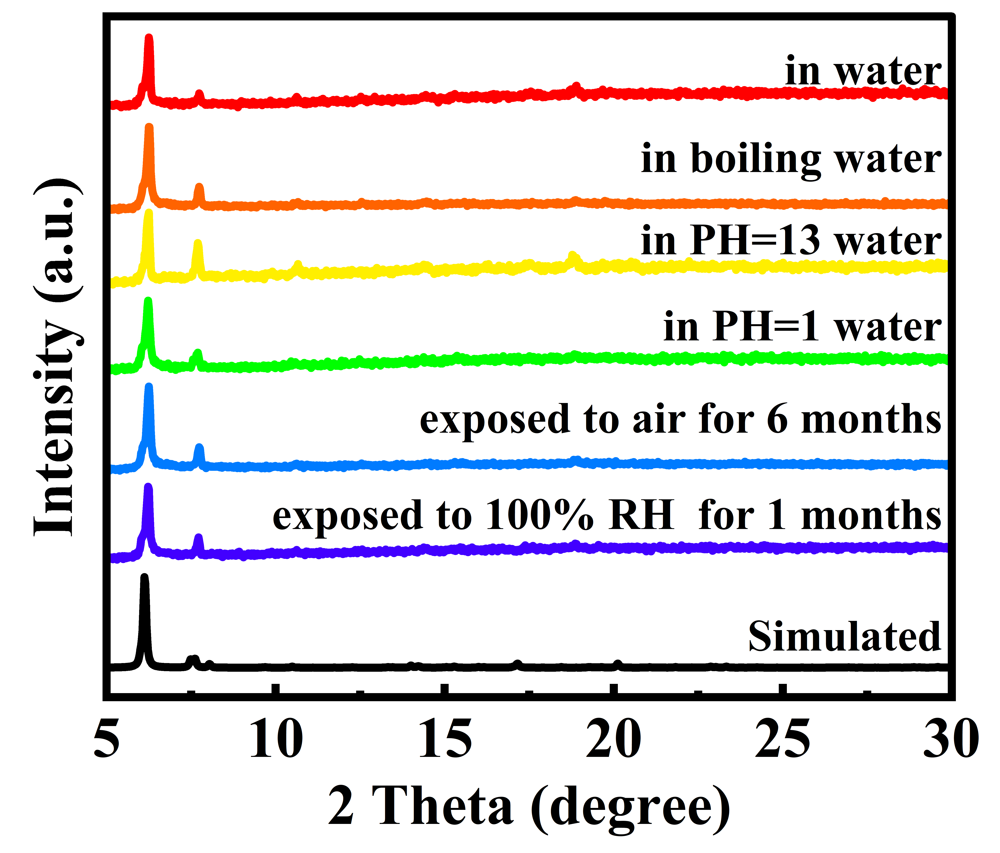 in water
in boiling water
in PH=13 water
in PH=1 water
exposed to air for 6 months
exposed to 100% RH  for 1 months
Simulated
Intensity (a.u.)
5 10 15 20 25 30
2 Theta (degree)